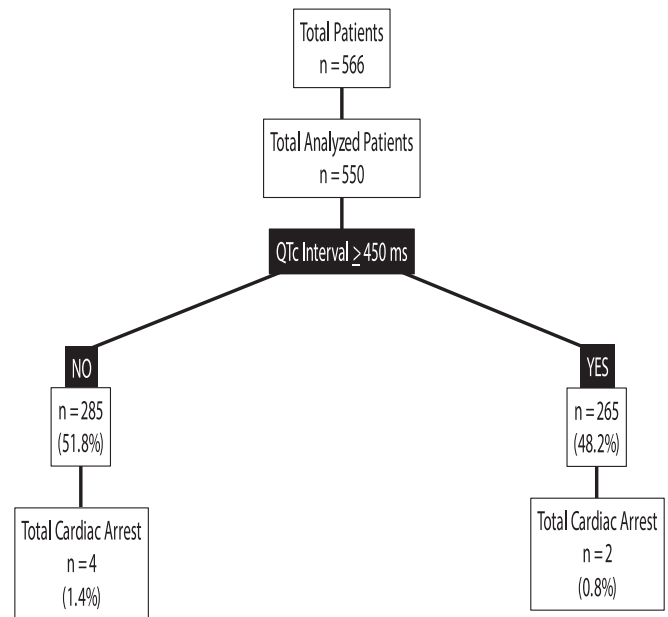 Total Patients
n = 566
Total Analyzed Patients
n = 550
QTc Interval ≥ 450 ms
NO
n = 285
(51.8%)
Total Cardiac Arrest
n = 4
(1.4%)
YES
n = 265
(48.2%)
Total Cardiac Arrest
n = 2
(0.8%)